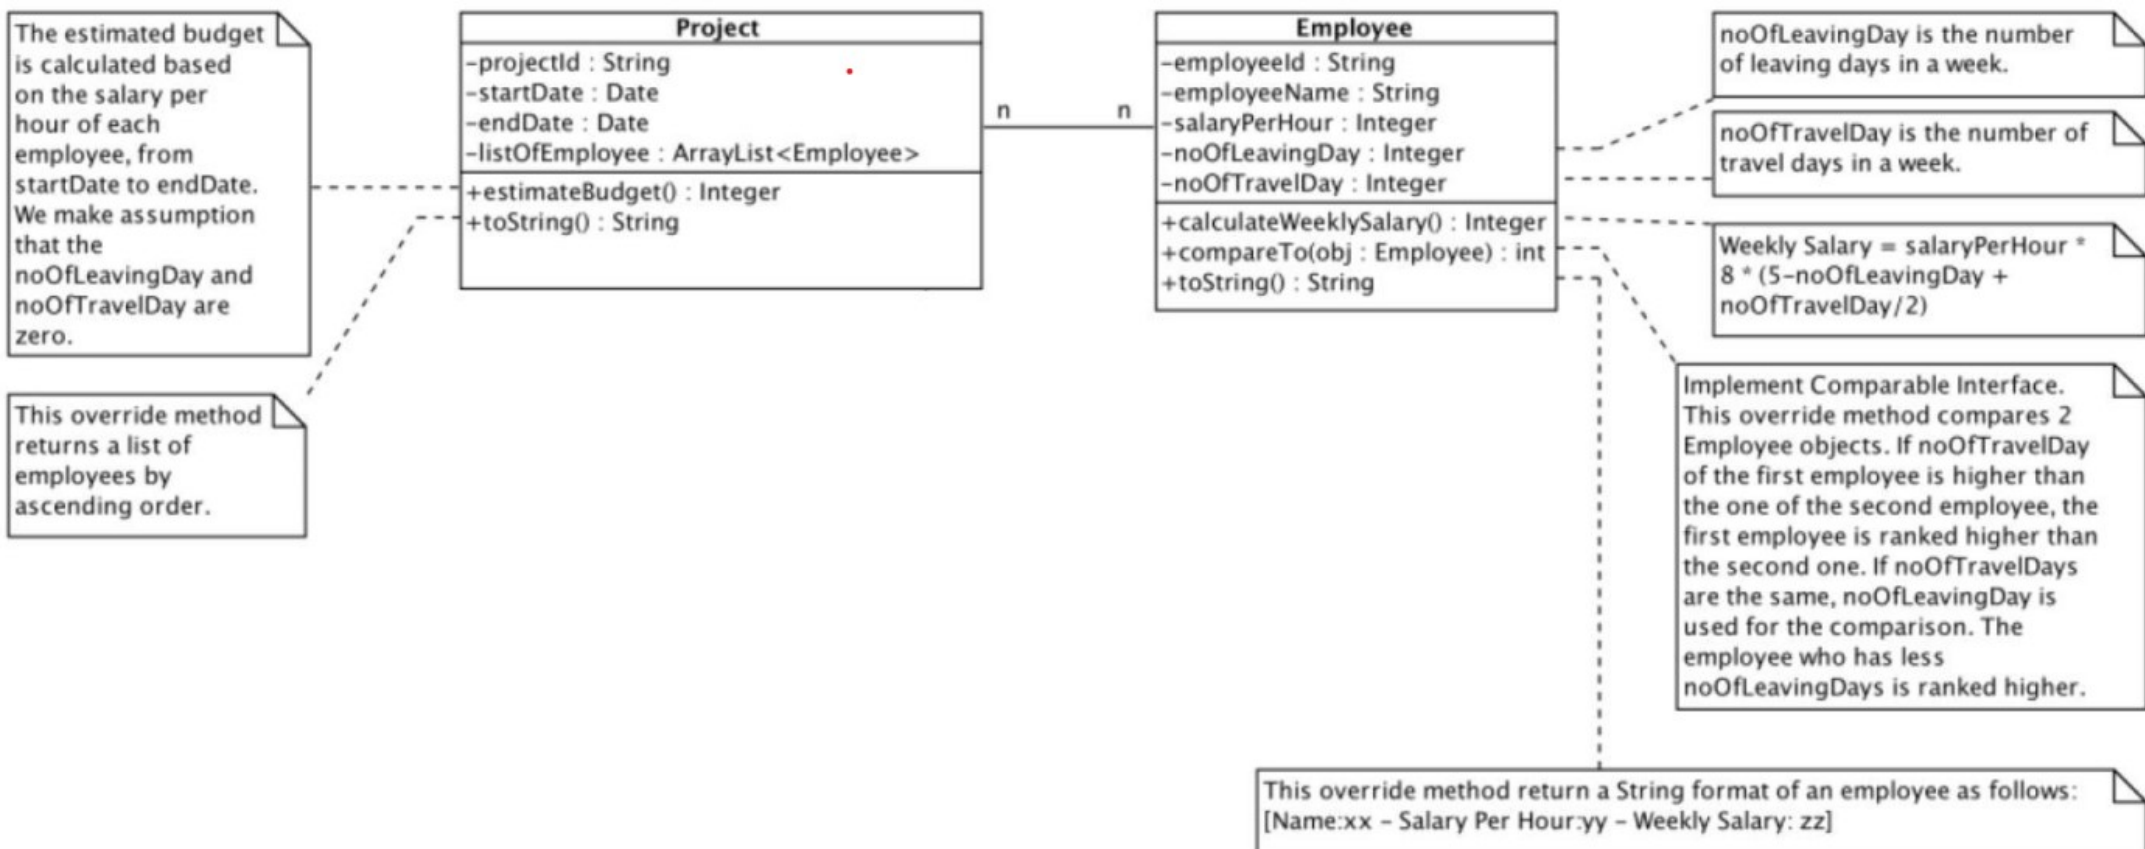 The estimated budget
is calculated based
on the salary per
hour of each
employee, from
startDate to endDate.
We make assumption
that the
noOfLeavingDay and
noOfTravelDay are
zero.
This override method
returns a list of
employees by
ascending order.
Project
-projectId : String
-startDate : Date
-endDate : Date
-listOfEmployee : ArrayList<Employee>
+estimateBudget() : Integer
+toString() : String
n n
Employee
-employeeId : String
-employeeName : String
-salaryPerHour : Integer
-noOfLeavingDay : Integer
-noOfTravelDay : Integer
+calculateWeeklySalary() : Integer
+compareTo(obj : Employee) : int
+toString() : String
noOfLeavingDay is the number
of leaving days in a week.
noOfTravelDay is the number of
travel days in a week.
Weekly Salary = salaryPerHour *
8 * (5-noOfLeavingDay +
noOfTravelDay/2)
Implement Comparable Interface.
This override method compares 2
Employee objects. If noOfTravelDay
of the first employee is higher than
the one of the second employee, the
first employee is ranked higher than
the second one. If noOfTravelDays
are the same, noOfLeavingDay is
used for the comparison. The
employee who has less
noOfLeavingDays is ranked higher.
This override method return a String format of an employee as follows:
[Name:xx – Salary Per Hour:yy – Weekly Salary: zz]